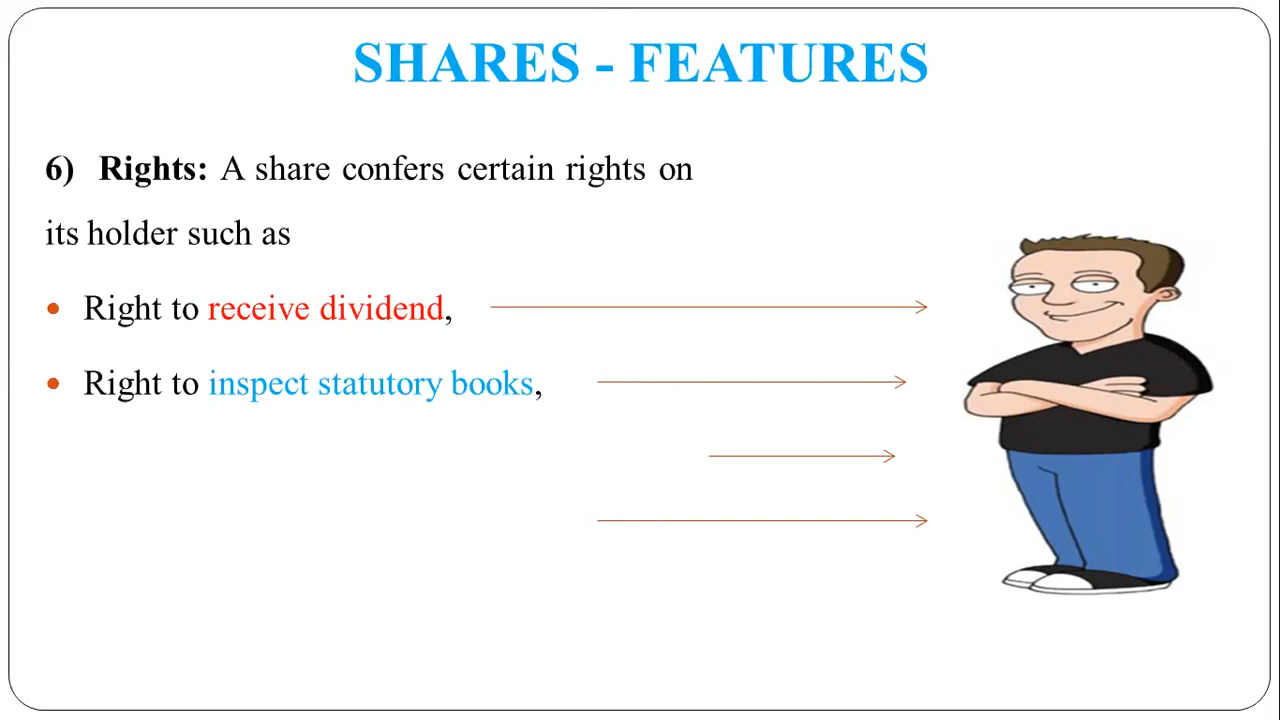 SHARES - FEATURES
6) Rights: A share confers certain rights on
its holder such as
• Right to receive dividend,
• Right to inspect statutory books,